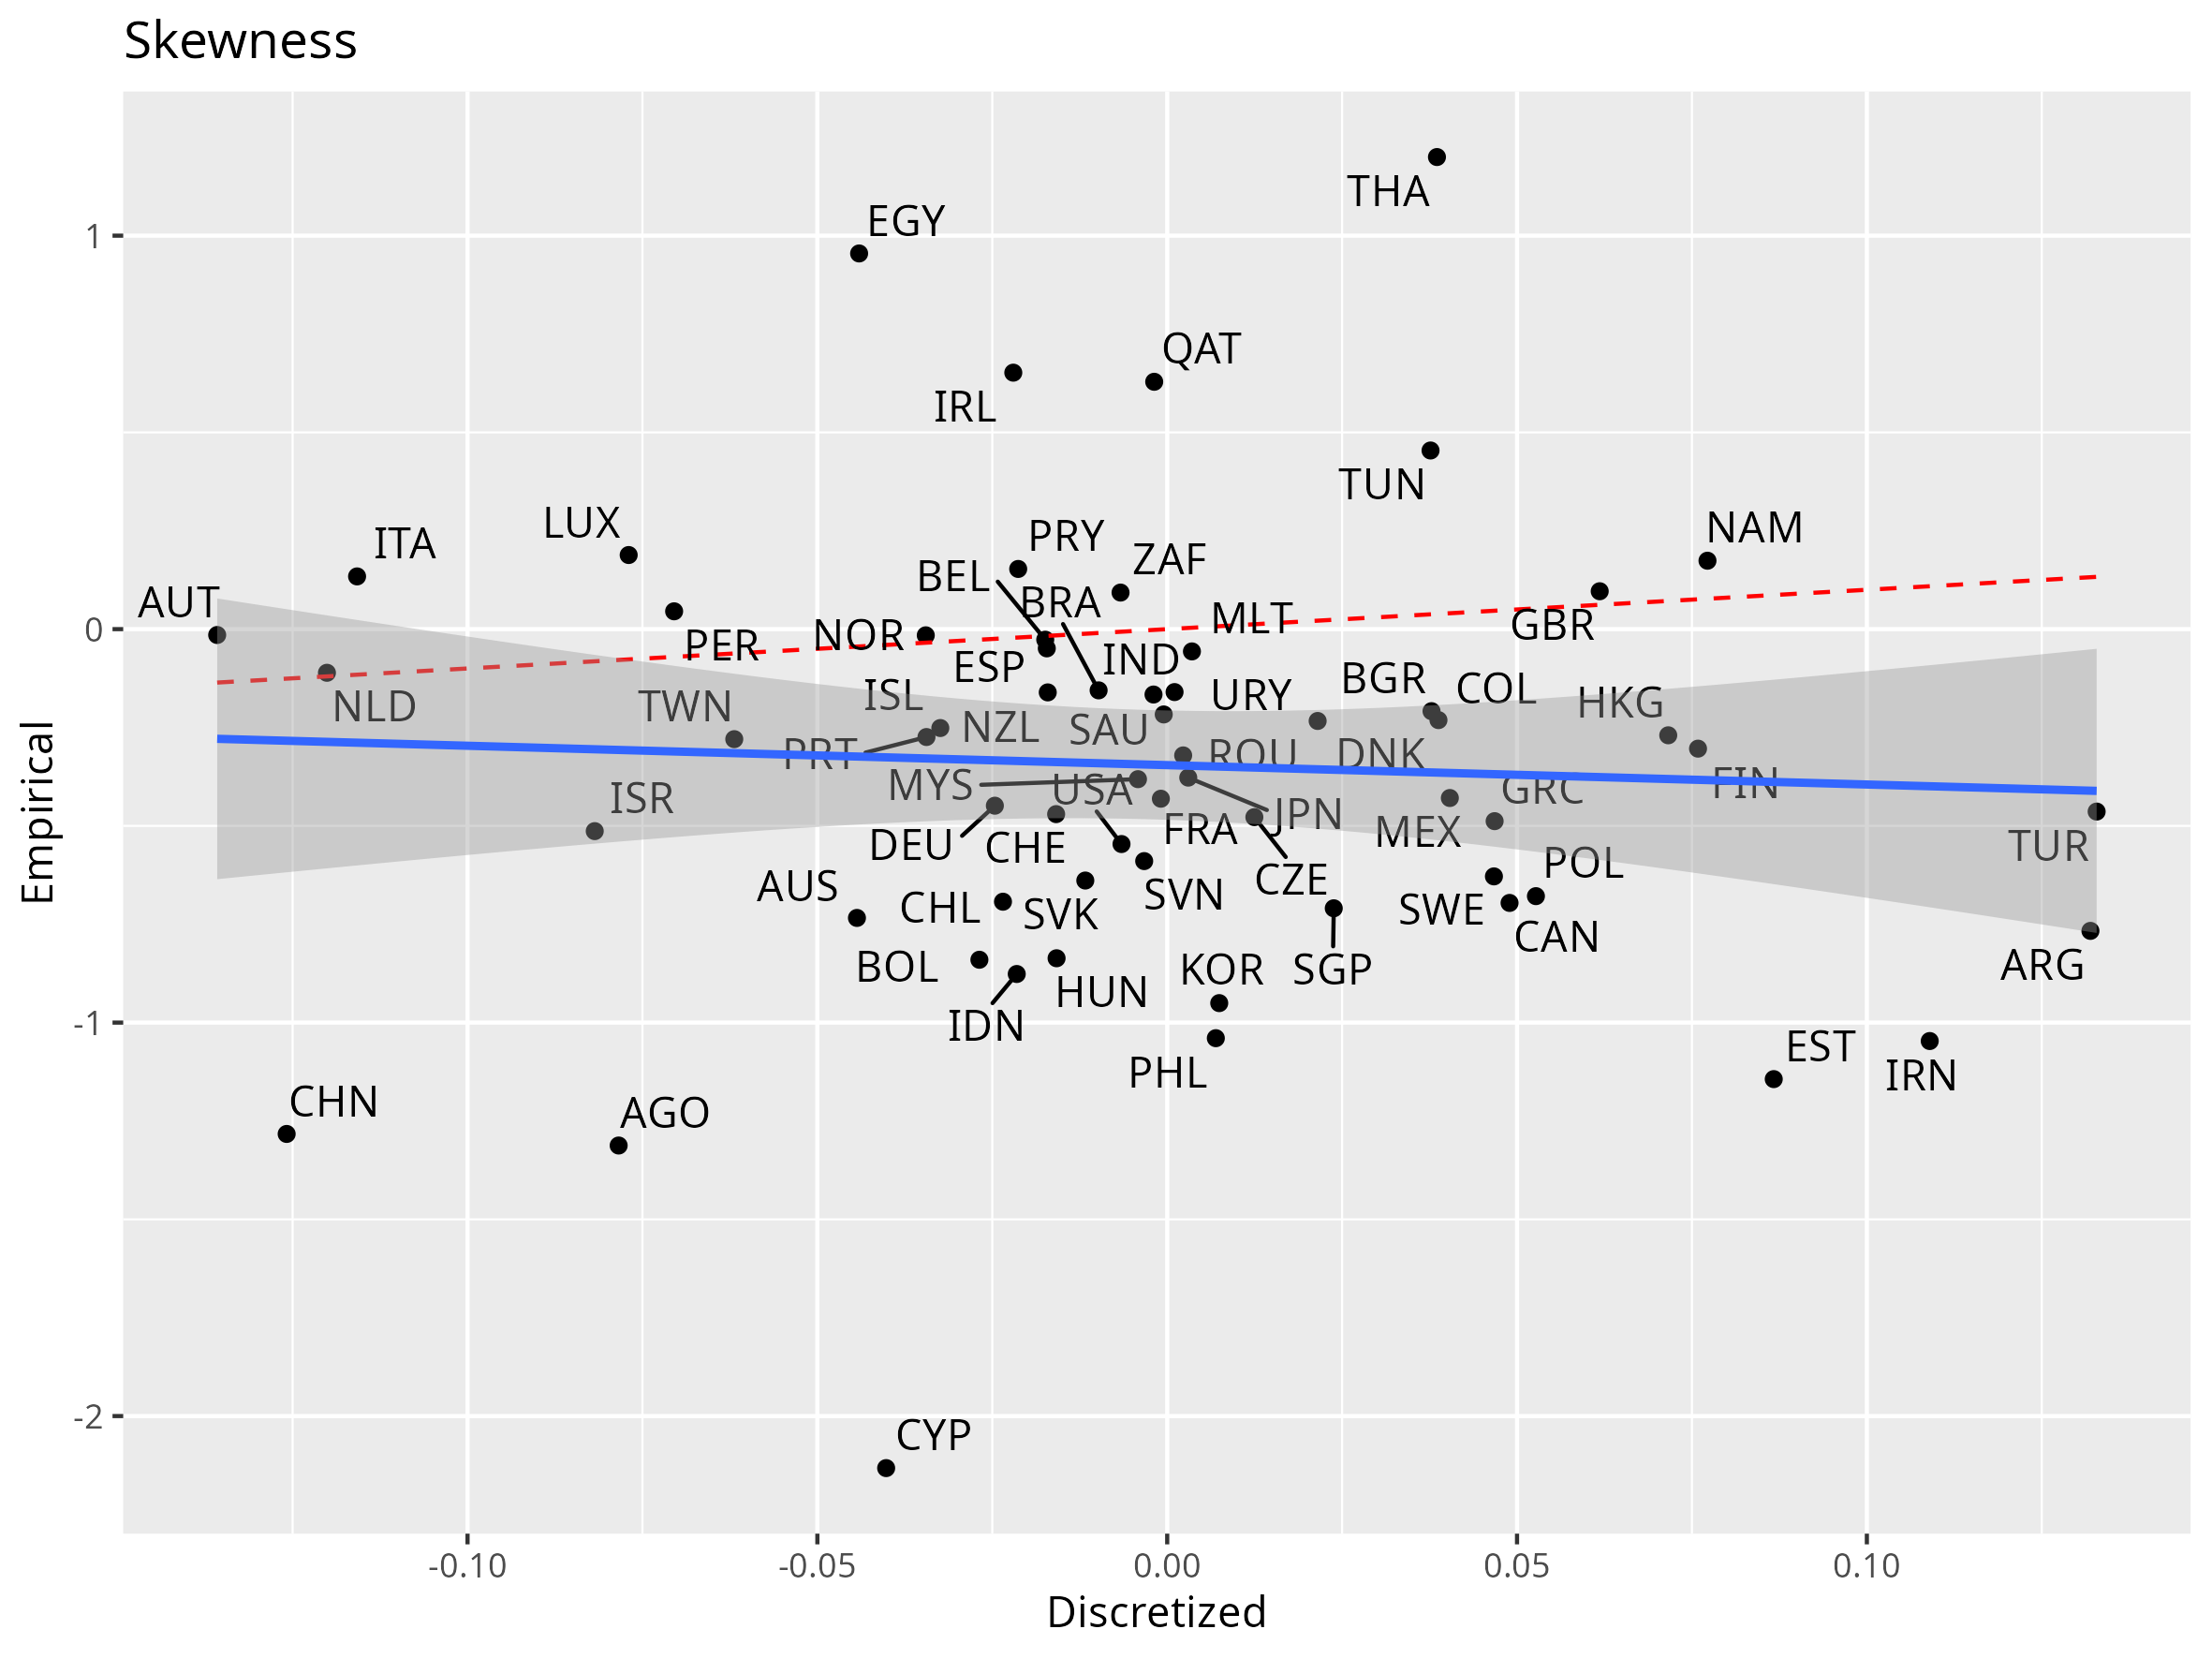 Skewness
THA
EGY
QAT
IRL
TUN
ITA
LUX
PRY
NAM
ZAF
BEL
BRA
AUT
MLT
GBR
NOR
PER
IND
ESP
BGR
COL
ISL
URY
HKG
NLD
TWN
NZL
SAU
PRT
ROU
DNK
FIN
MYS
USA
GRC
ISR
JPN
FRA
MEX
DEU
CHE
TUR
POL
CZE
AUS
SVN
CHL
SVK
SWE
CAN
BOL
KOR
SGP
ARG
HUN
IDN
EST
IRN
PHL
CHN
AGO
CYP
1
0
-1
-2
Empirical
-0.10
-0.05
0.00
0.05
0.10
Discretized